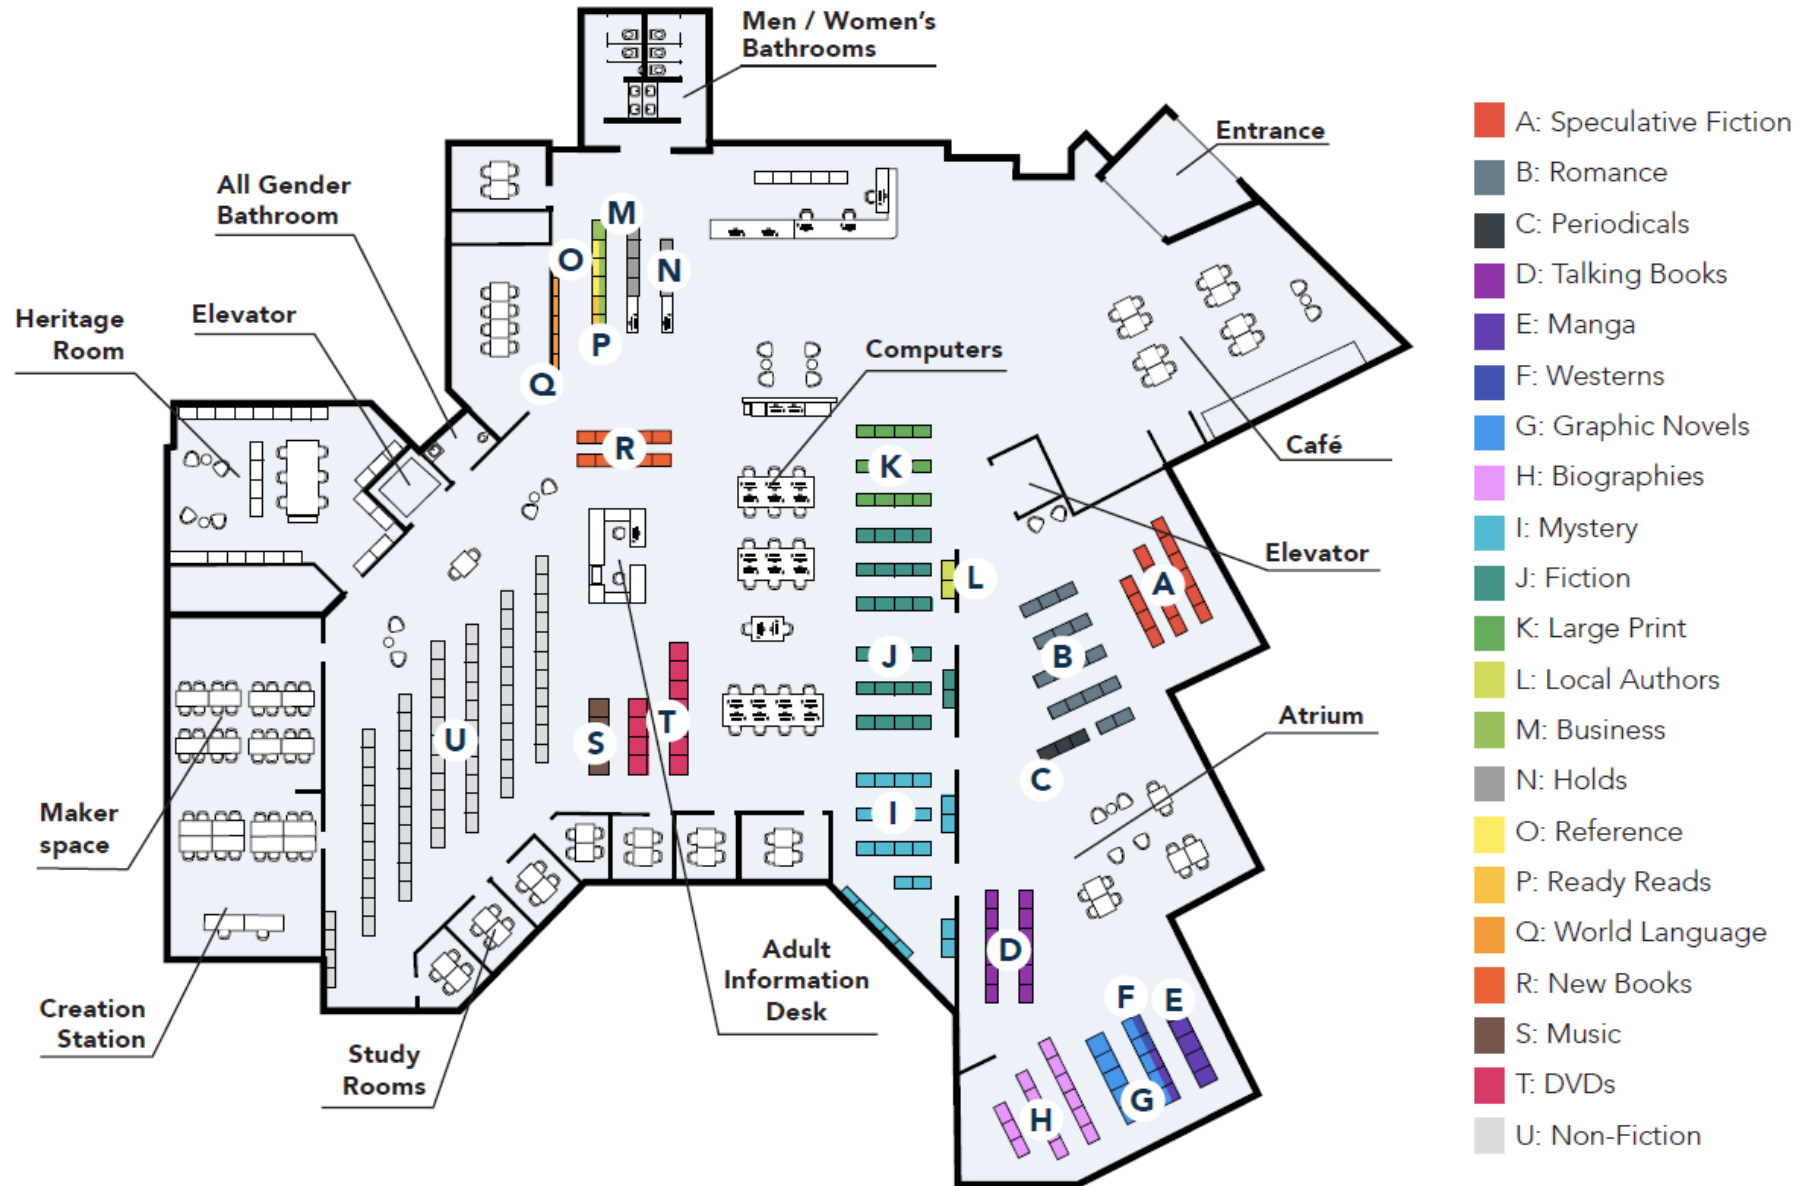 Men / Women's
Bathrooms
Entrance
All Gender
Bathroom
Elevator
Heritage
Room
Computers
Café
Elevator
Atrium
Maker
space
Creation
Station
Study
Rooms
Adult
Information
Desk
M
O
N
P
Q
R
K
L
A
J
B
U
S
T
C
I
D
F
E
G
H
A: Speculative Fiction
B: Romance
C: Periodicals
D: Talking Books
E: Manga
F: Westerns
G: Graphic Novels
H: Biographies
I: Mystery
J: Fiction
K: Large Print
L: Local Authors
M: Business
N: Holds
O: Reference
P: Ready Reads
Q: World Language
R: New Books
S: Music
T: DVDs
U: Non-Fiction